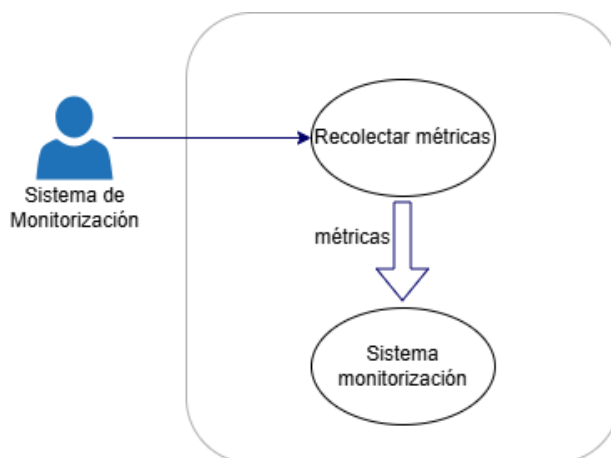 Recolectar métricas
Sistema de
Monitorización
métricas
Sistema
monitorización